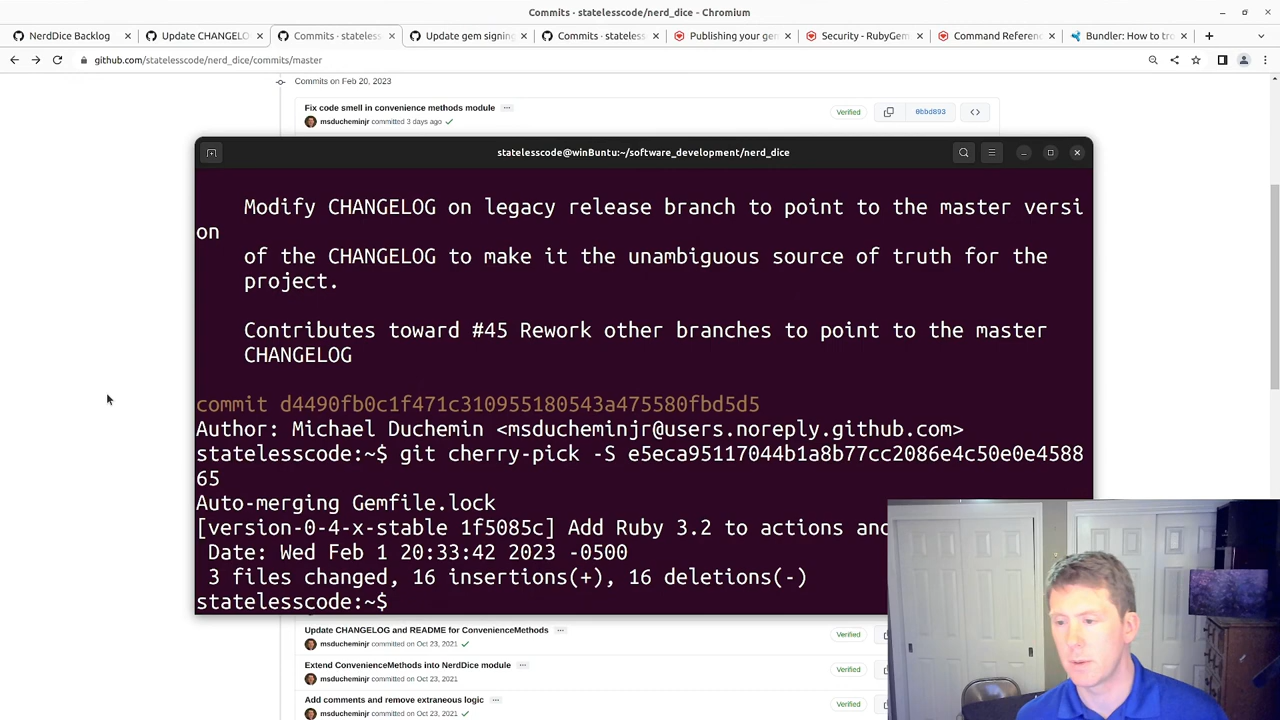 Commits - statelesscode/nerd_dice - Chromium
NerdDice Backlog
Update CHANGELO
Commits · stateless
Update gem signing
Commits · stateless
Publishing your gem
Security - RubyGem
Command Reference
Bundler: How to
github.com/statelesscode/nerd_dice/commits/master
Commits on Feb 20, 2023
Fix code smell in convenience methods module
msducheminjr committed 3 days ago
Verified
0bbd893
statelesscode@winBuntu:~/software_development/nerd_dice
Modify CHANGELOG on legacy release branch to point to the master versi
on
of the CHANGELOG to make it the unambiguous source of truth for the
project.
Contributes toward #45 Rework other branches to point to the master
CHANGELOG
commit d4490fb0c1f471c310955180543a475580fbd5d5
Author: Michael Duchemin <msducheminjr@users.noreply.github.com>
statelesscode:~$ git cherry-pick -S e5eca95117044b1a8b77cc2086e4c50e0e4588
65
Auto-merging Gemfile.lock
[version-0-4-x-stable 1f5085c] Add Ruby 3.2 to actions and
Date: Wed Feb 1 20:33:42 2023 -0500
3 files changed, 16 insertions(+), 16 deletions(-)
statelesscode:~$
Update CHANGELOG and README for ConvenienceMethods
msducheminjr committed on Oct 23, 2021
Verified
Extend ConvenienceMethods into NerdDice module
msducheminjr committed on Oct 23, 2021
Verified
Add comments and remove extraneous logic
msducheminjr committed on Oct 23, 2021
Verified